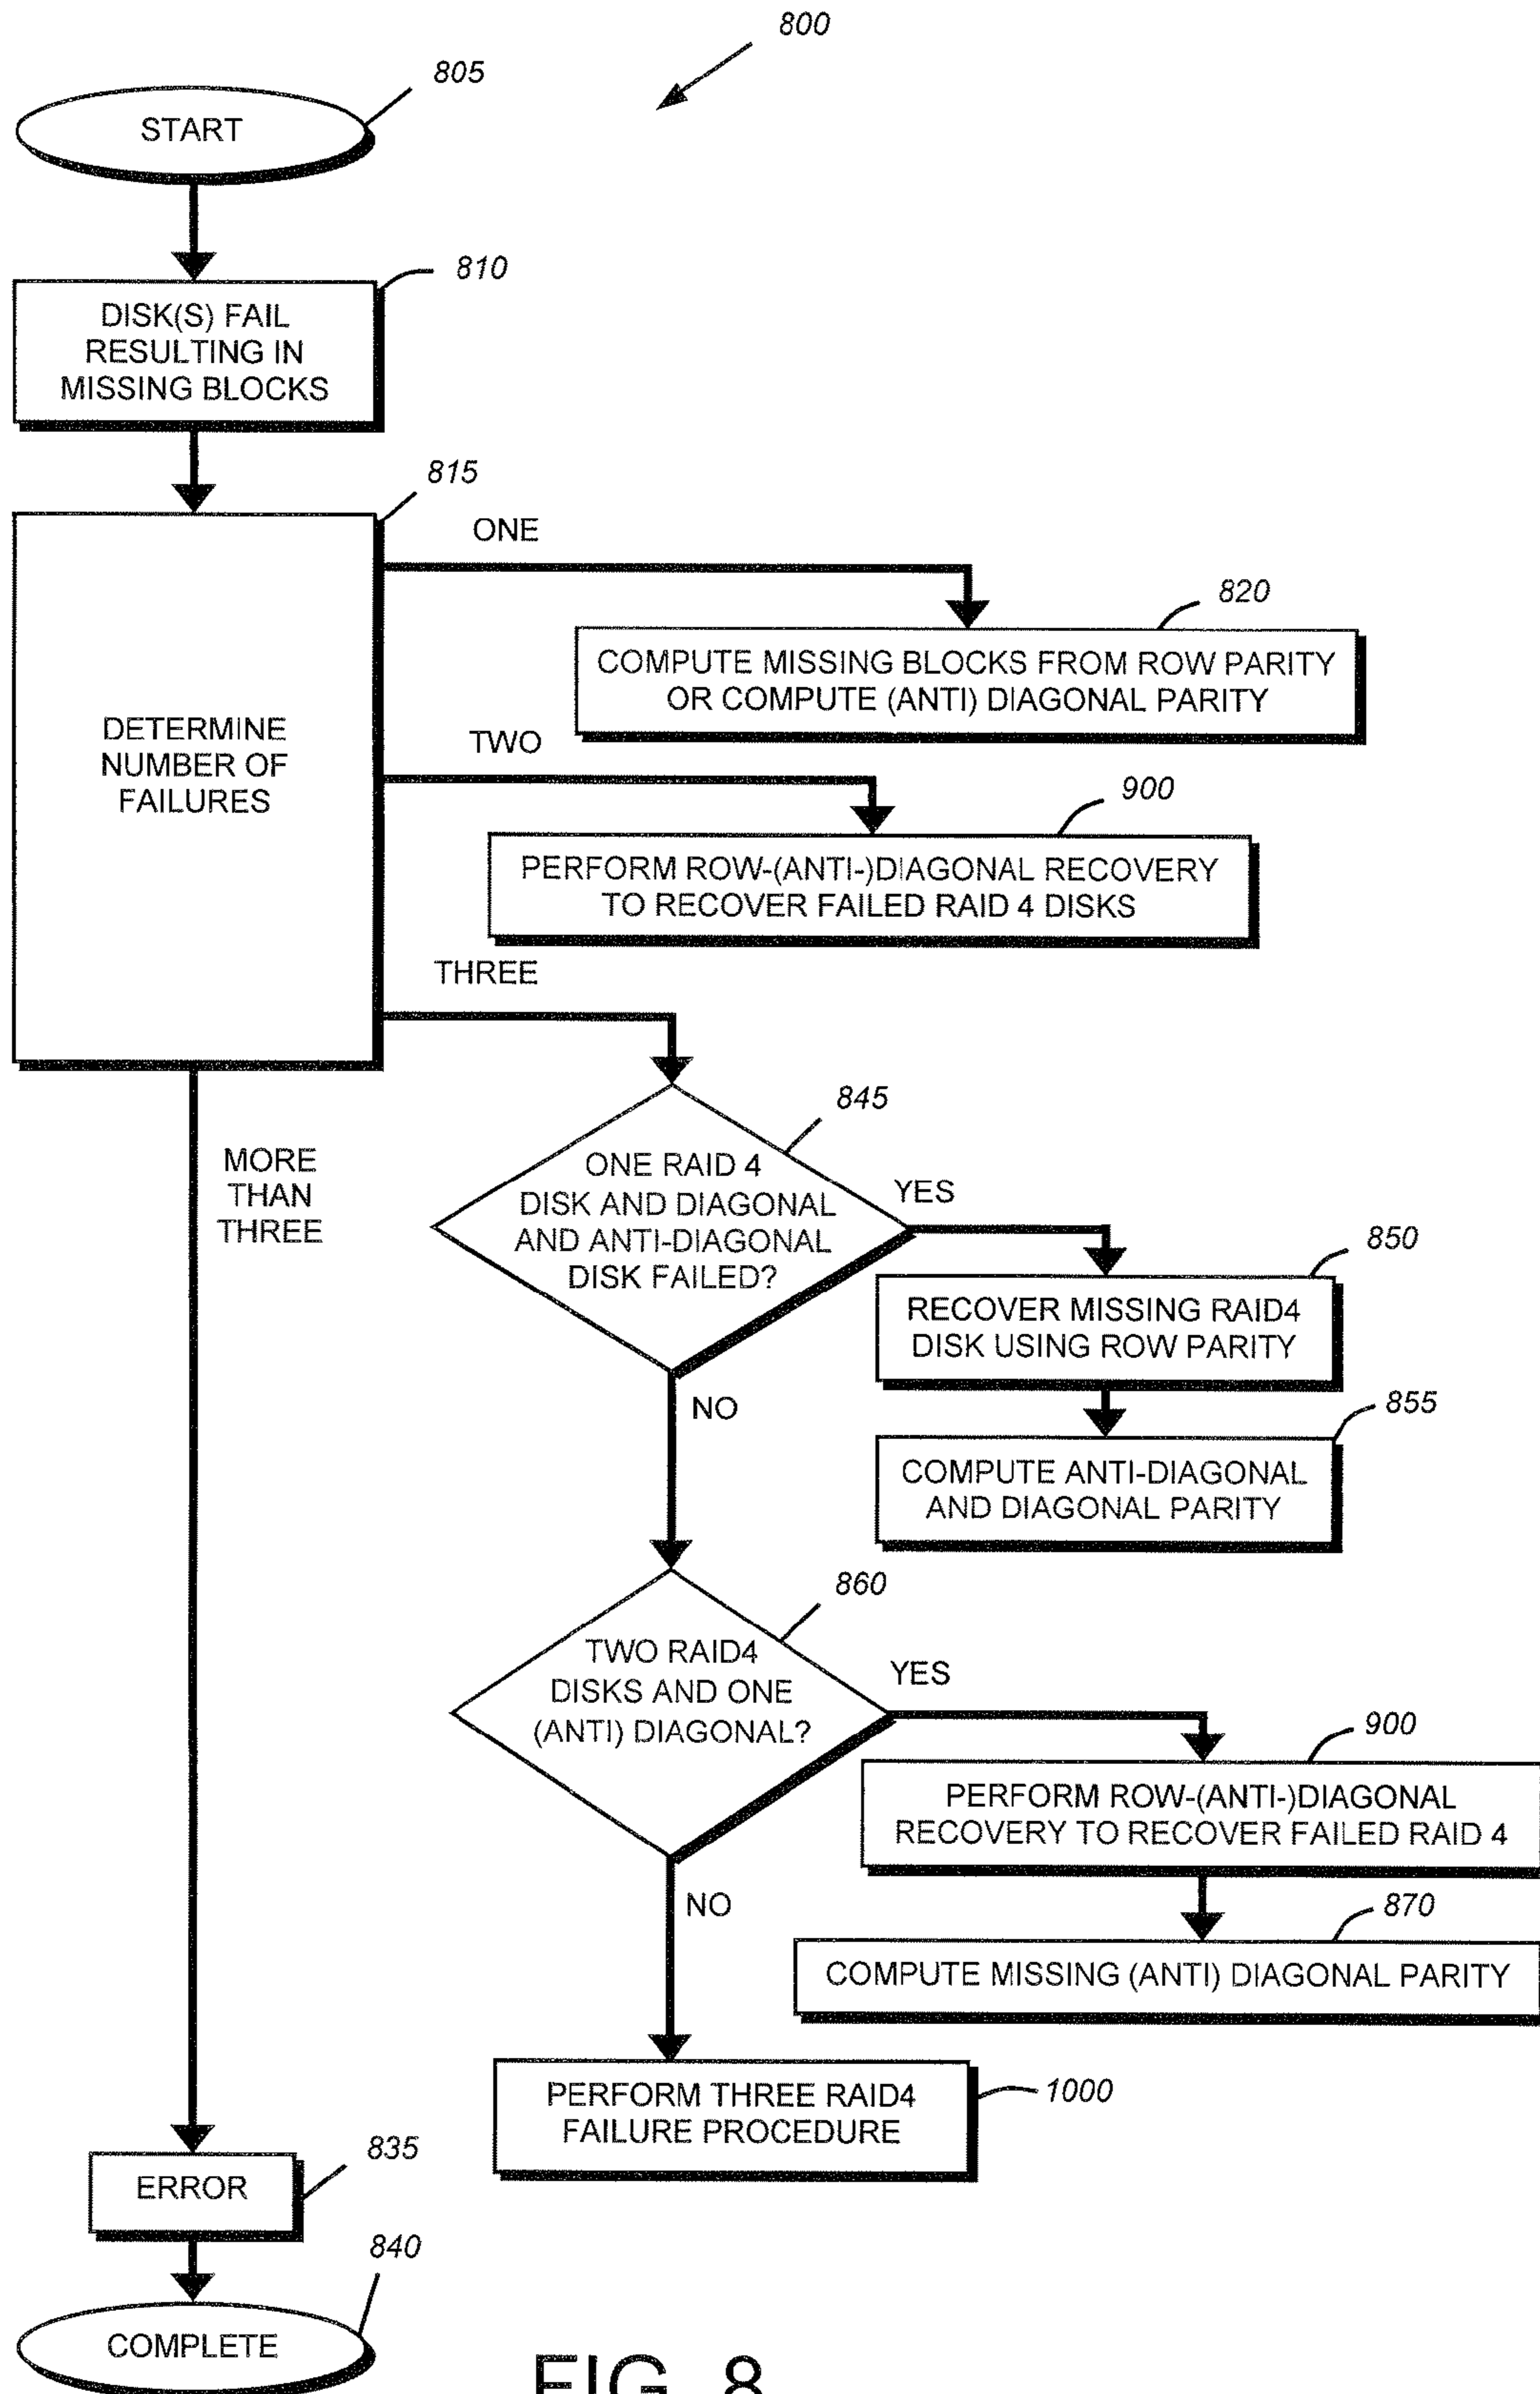 800
805
START
810
DISK(S) FAIL
RESULTING IN
MISSING BLOCKS
815
DETERMINE
NUMBER OF
FAILURES
ONE
820
COMPUTE MISSING BLOCKS FROM ROW PARITY
OR COMPUTE (ANTI) DIAGONAL PARITY
TWO
900
PERFORM ROW-(ANTI-)DIAGONAL RECOVERY
TO RECOVER FAILED RAID 4 DISKS
THREE
MORE
THAN
THREE
845
ONE RAID 4
DISK AND DIAGONAL
AND ANTI-DIAGONAL
DISK FAILED?
YES
850
RECOVER MISSING RAID4
DISK USING ROW PARITY
855
COMPUTE ANTI-DIAGONAL
AND DIAGONAL PARITY
NO
860
TWO RAID4
DISKS AND ONE
(ANTI) DIAGONAL?
YES
900
PERFORM ROW-(ANTI-)DIAGONAL
RECOVERY TO RECOVER FAILED RAID 4
870
COMPUTE MISSING (ANTI) DIAGONAL PARITY
NO
1000
PERFORM THREE RAID4
FAILURE PROCEDURE
835
ERROR
840
COMPLETE
FIG. 8